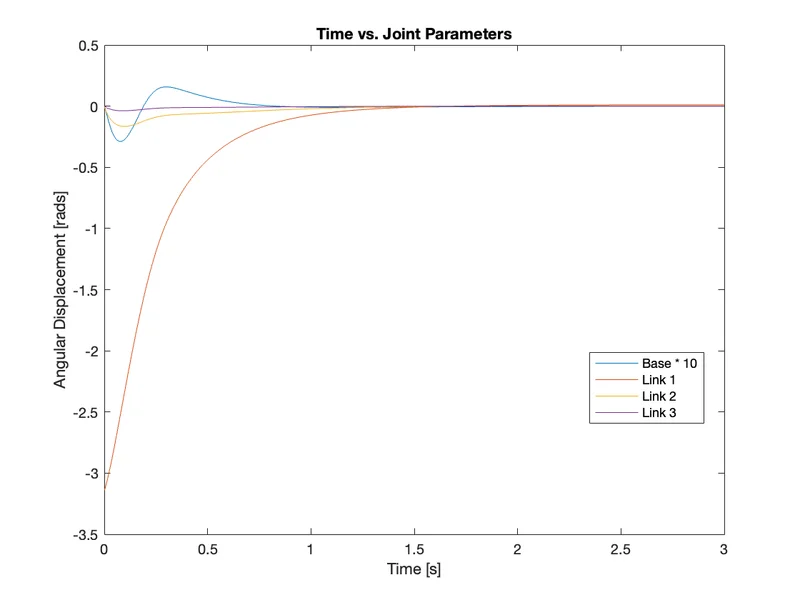 Time vs. Joint Parameters
0.5
0
-0.5
-1
-1.5
-2
-2.5
-3
-3.5
Angular Displacement [rads]
Base * 10
Link 1
Link 2
Link 3
0 0.5 1 1.5 2 2.5 3
Time [s]